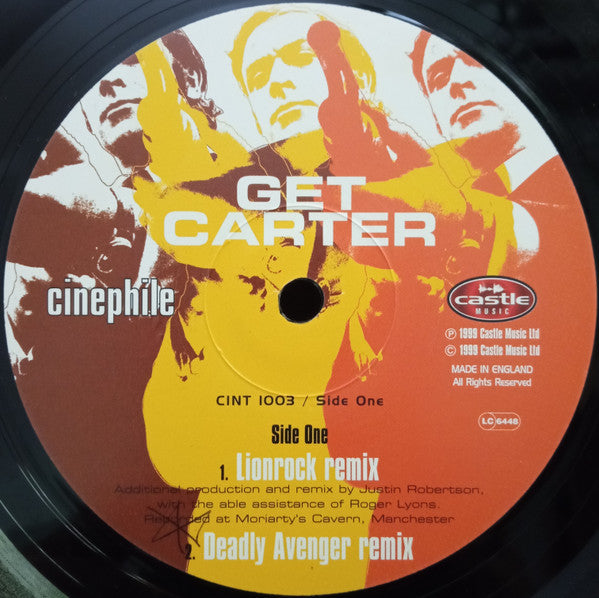 GET
CARTER
cinephile
castle
MUSIC
℗ 1999 Castle Music Ltd
© 1999 Castle Music Ltd
MADE IN ENGLAND
All Rights Reserved
CINT 1003 / Side One
LC 6448
Side One
1. Lionrock remix
Additional production and remix by Justin Robertson,
with the able assistance of Roger Lyons.
Recorded at Moriarty's Cavern, Manchester
2. Deadly Avenger remix